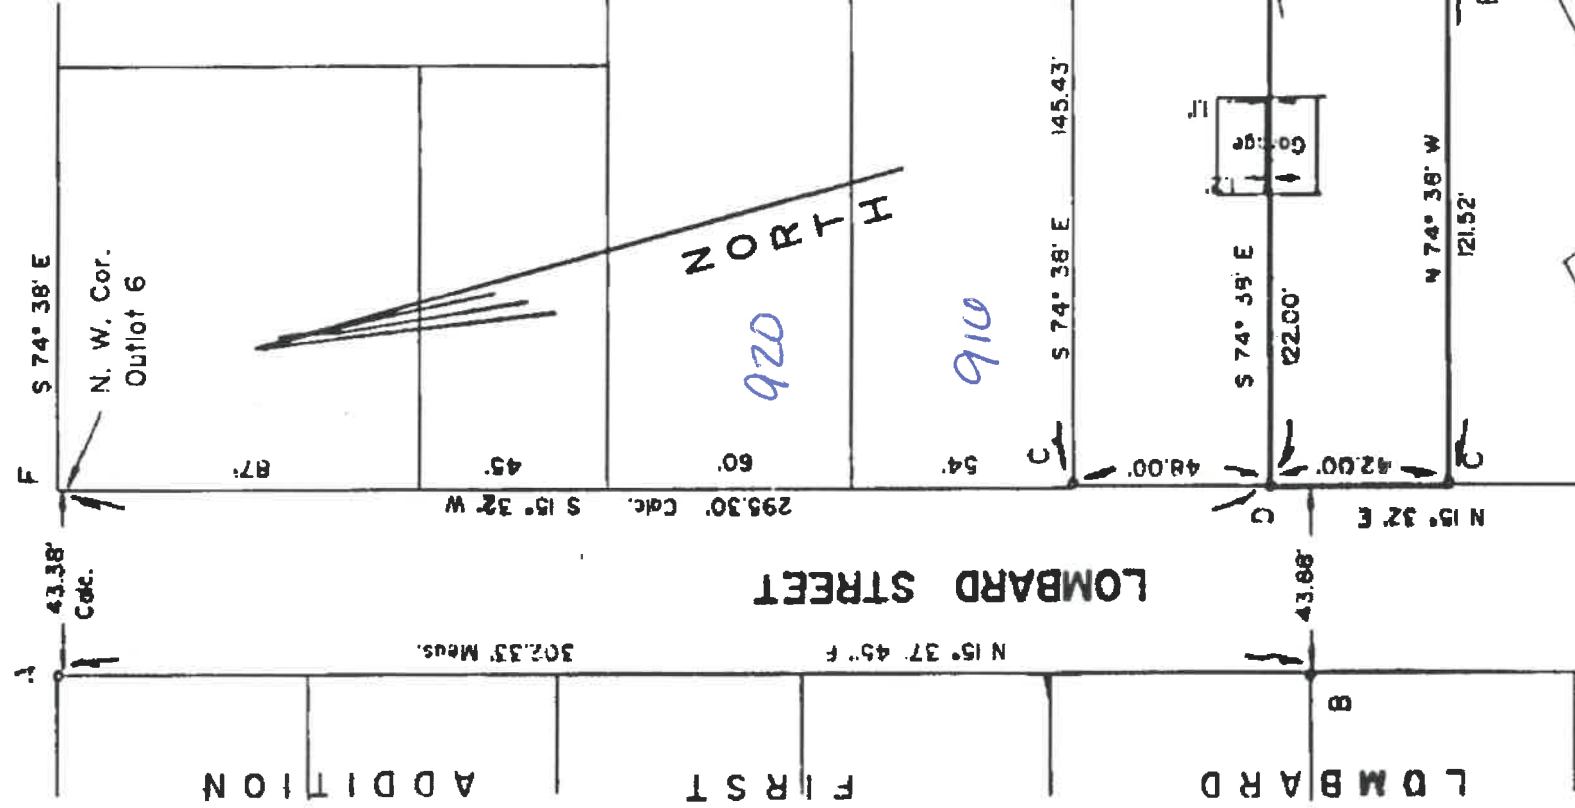 S 74° 38' E
N. W. Cor.
Outlot 6
F
87'
45'
60'
54'
S 15° 32' W
295.30' Calc.
NORTH
920
910
S 74° 38' E
145.43'
C
48.00'
S 74° 38' E
122.00'
Garage
42.00'
C
N 74° 38' W
121.52'
N 15° 32' E
43.38'
Calc.
43.88'
LOMBARD STREET
302.33' Meas.
N 15° 37' 45" E
A
B
LOMBARD
FIRST
ADDITION